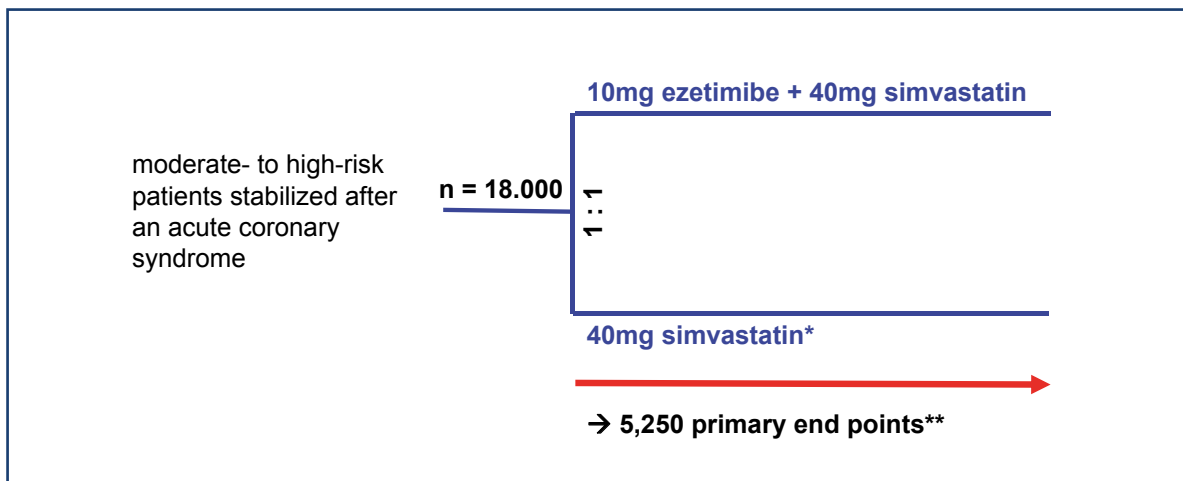 10mg ezetimibe + 40mg simvastatin
moderate- to high-risk
patients stabilized after
an acute coronary
syndrome
n = 18.000
1 : 1
40mg simvastatin*
→ 5,250 primary end points**